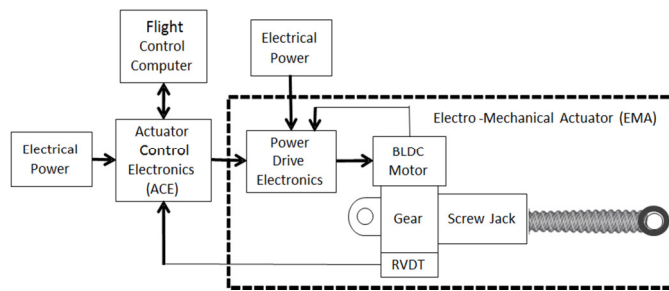 Flight
Control
Computer
Electrical
Power
Electro -Mechanical Actuator (EMA)
Electrical
Power
Actuator
Control
Electronics
(ACE)
Power
Drive
Electronics
BLDC
Motor
Gear
Screw Jack
RVDT